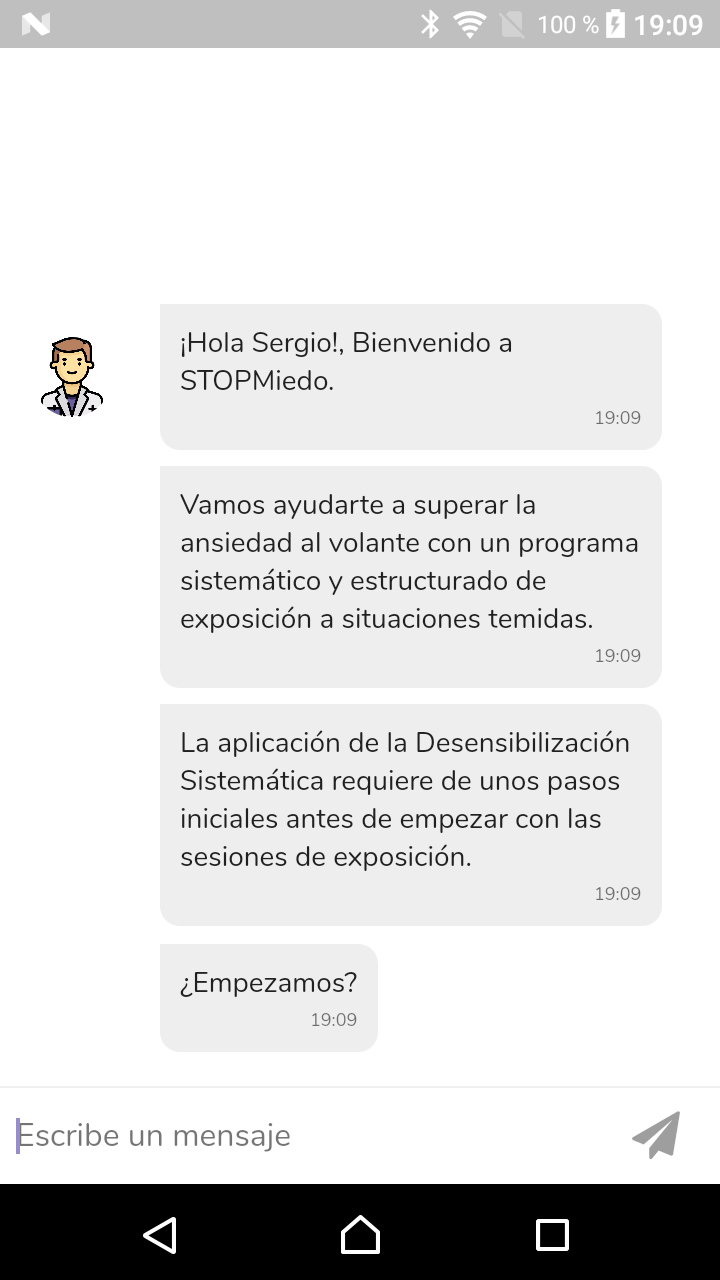 100 % 19:09
¡Hola Sergio!, Bienvenido a
STOPMiedo.
19:09
Vamos ayudarte a superar la
ansiedad al volante con un programa
sistemático y estructurado de
exposición a situaciones temidas.
19:09
La aplicación de la Desensibilización
Sistemática requiere de unos pasos
iniciales antes de empezar con las
sesiones de exposición.
19:09
¿Empezamos?
19:09
Escribe un mensaje